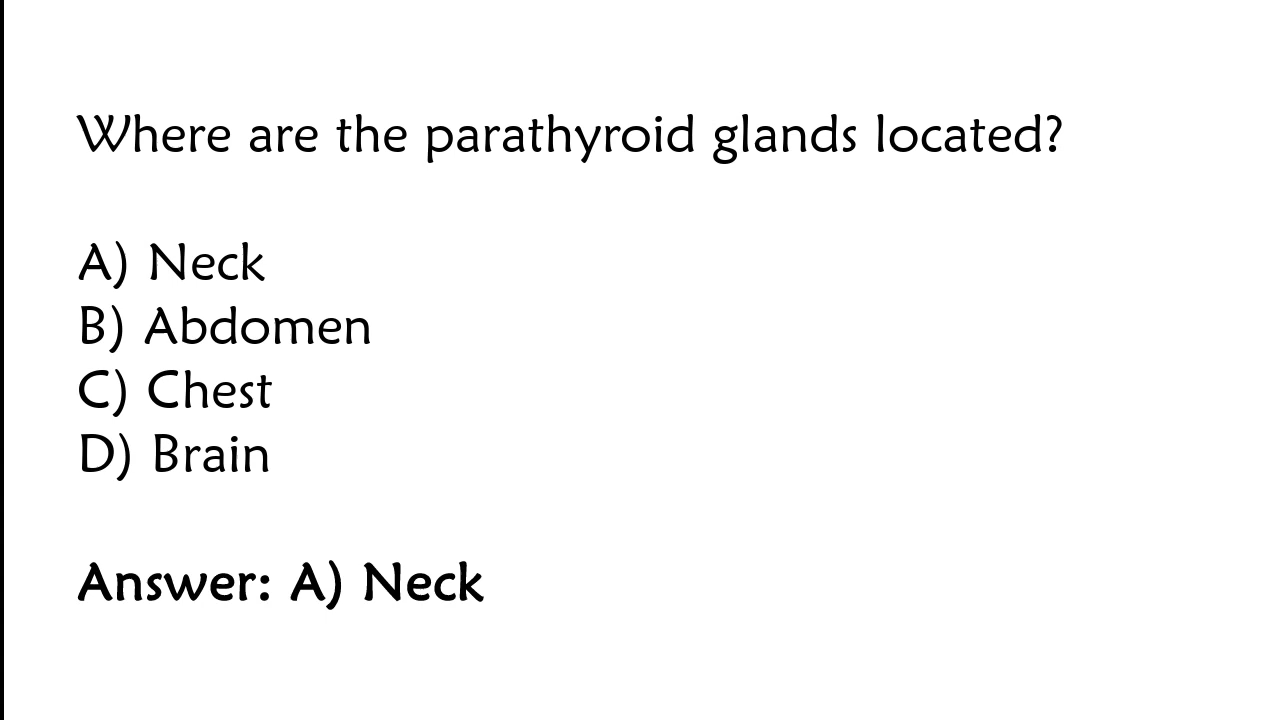 Where are the parathyroid glands located?
A) Neck
B) Abdomen
C) Chest
D) Brain
Answer: A) Neck